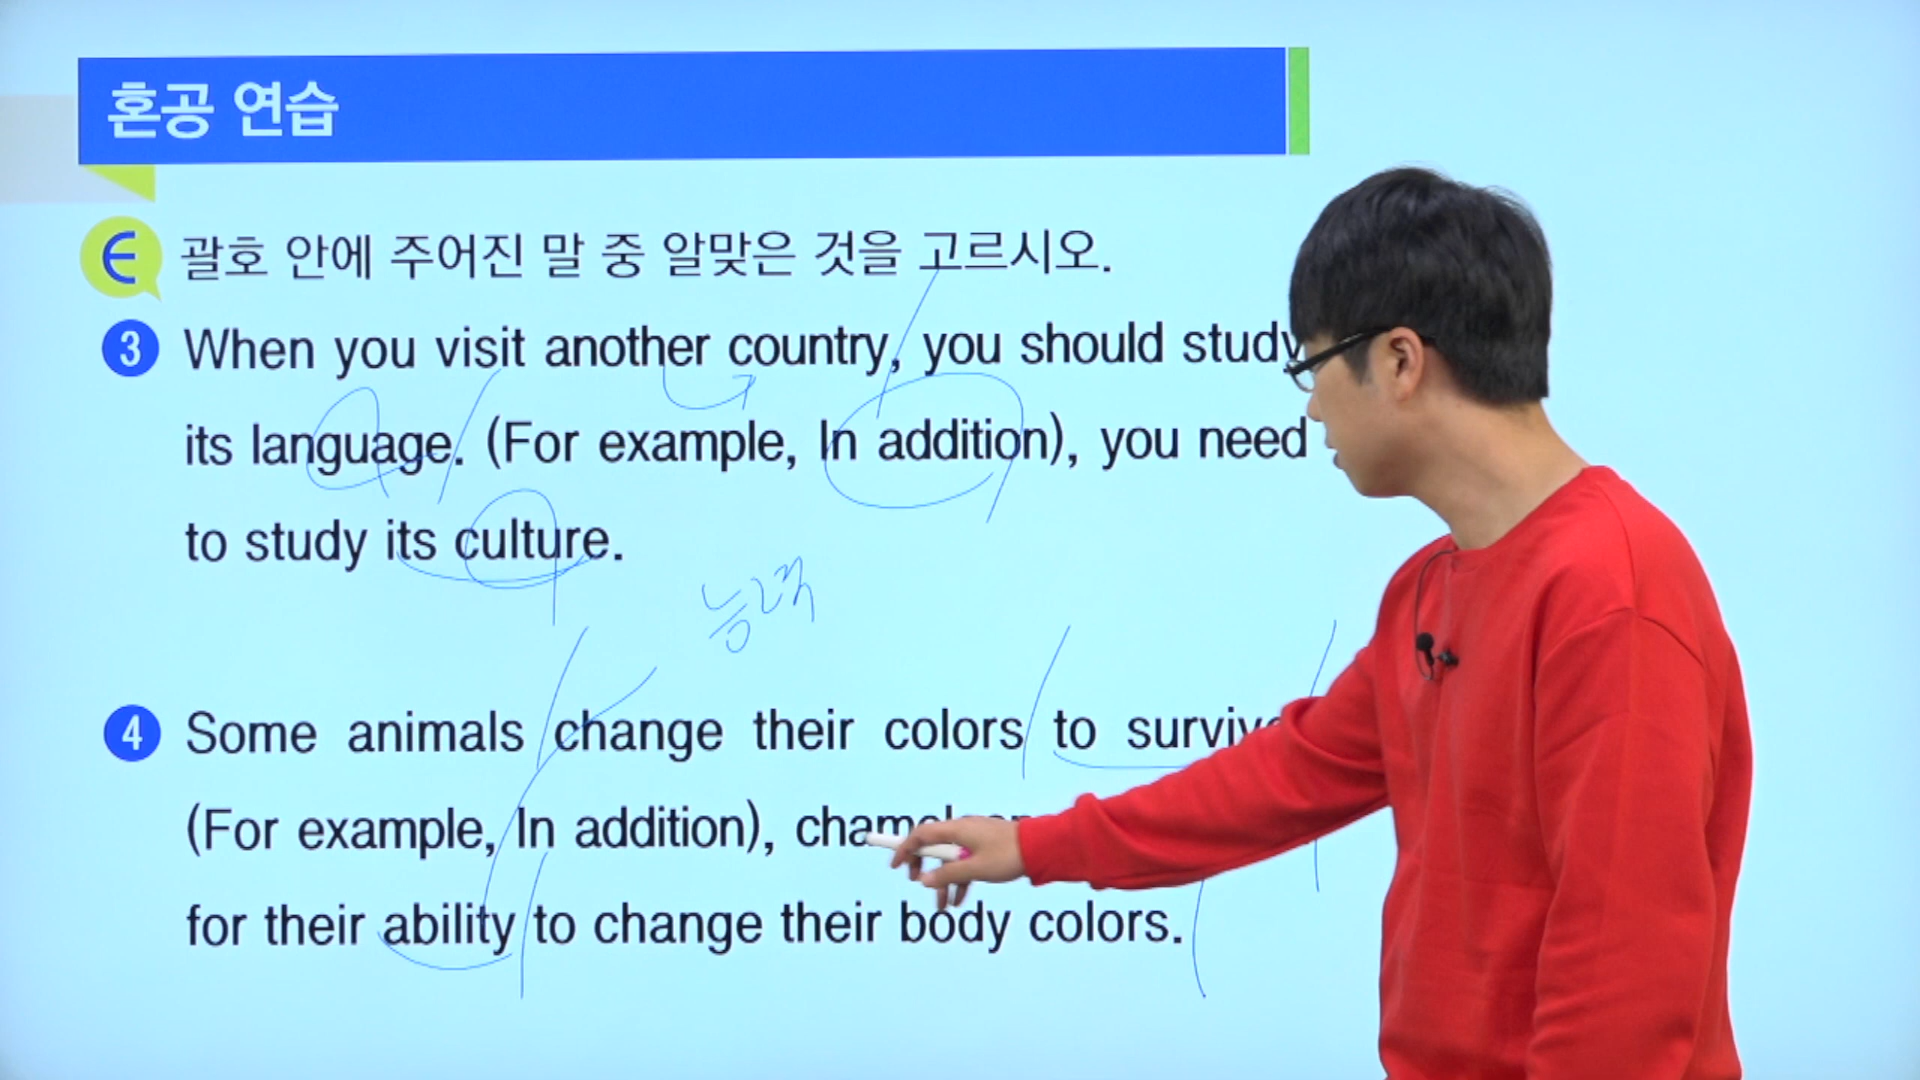 혼공 연습
E 괄호 안에 주어진 말 중 알맞은 것을 고르시오.
3 When you visit another country, you should study
its language. (For example, In addition), you need
to study its culture.
능력
4 Some animals change their colors to survive
(For example, In addition),
for their ability to change their body colors.